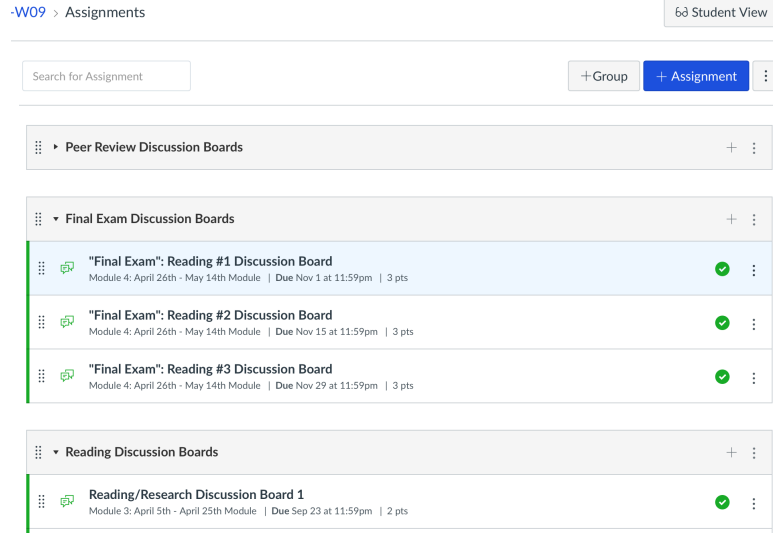 -W09 > Assignments
Student View
Search for Assignment
+Group
+ Assignment
Peer Review Discussion Boards
Final Exam Discussion Boards
"Final Exam": Reading #1 Discussion Board
Module 4: April 26th - May 14th Module | Due Nov 1 at 11:59pm | 3 pts
"Final Exam": Reading #2 Discussion Board
Module 4: April 26th - May 14th Module | Due Nov 15 at 11:59pm | 3 pts
"Final Exam": Reading #3 Discussion Board
Module 4: April 26th - May 14th Module | Due Nov 29 at 11:59pm | 3 pts
Reading Discussion Boards
Reading/Research Discussion Board 1
Module 3: April 5th - April 25th Module | Due Sep 23 at 11:59pm | 2 pts